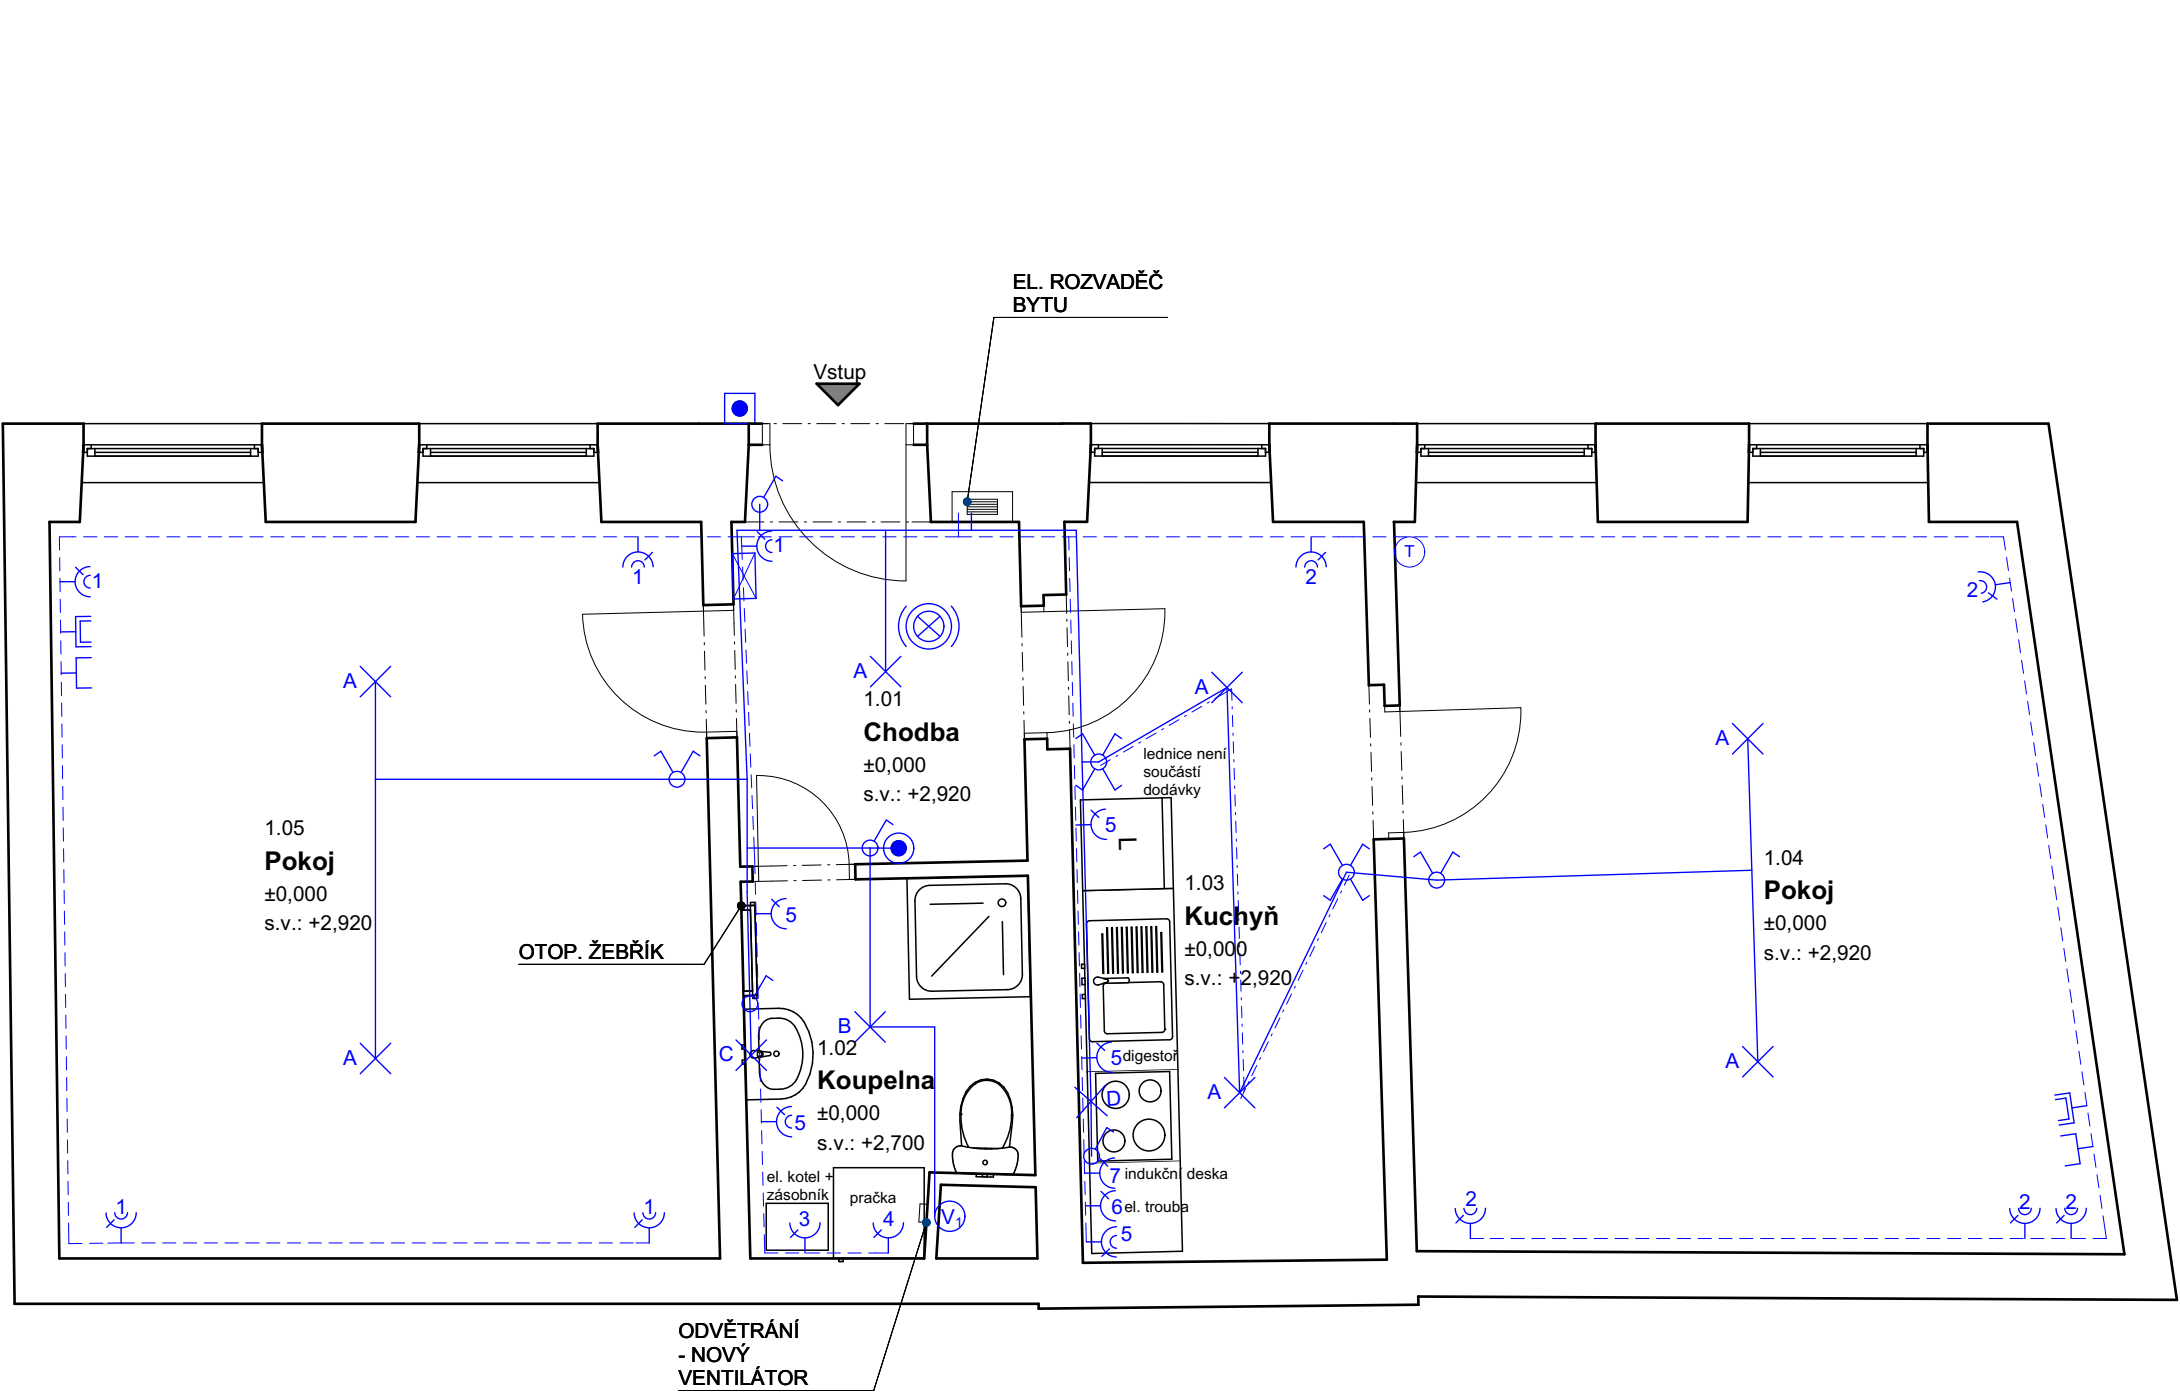 EL. ROZVADĚČ
BYTU
Vstup
1
1
1
2
T
2
A
A
A
A
1.01
Chodba
±0,000
s.v.: +2,920
lednice není
součástí
dodávky
5
L
1.05
Pokoj
±0,000
s.v.: +2,920
1.03
Kuchyň
±0,000
s.v.: +2,920
1.04
Pokoj
±0,000
s.v.: +2,920
OTOP. ŽEBŘÍK
5
A
C
B
1.02
Koupelna
±0,000
s.v.: +2,700
5
5 digestoř
D
A
A
el. kotel +
zásobník
pračka
7 indukční deska
6 el. trouba
5
1
1
3
4
V1
2
2
2
ODVĚTRÁNÍ
- NOVÝ
VENTILÁTOR